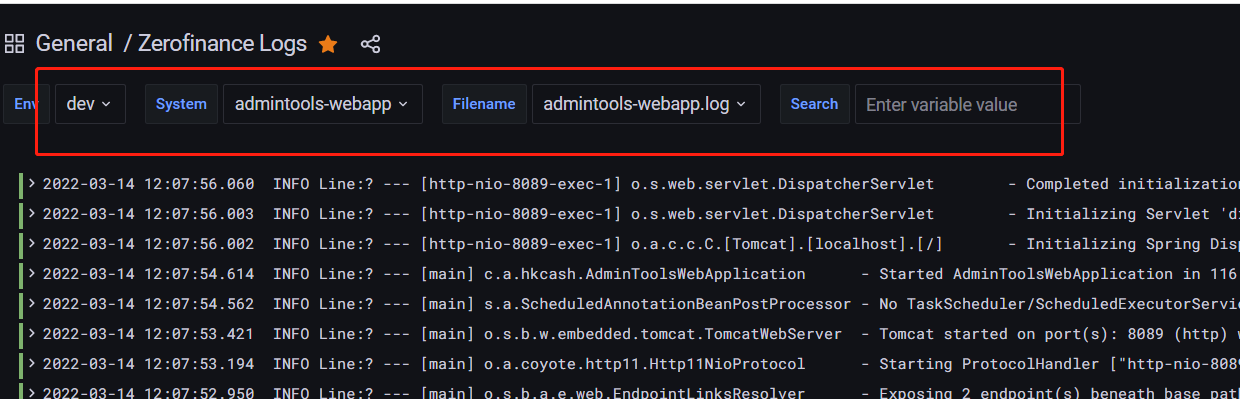 General / Zerofinance Logs
Env dev System admintools-webapp Filename admintools-webapp.log Search Enter variable value
2022-03-14 12:07:56.060 INFO Line:? --- [http-nio-8089-exec-1] o.s.web.servlet.DispatcherServlet - Completed initialization
2022-03-14 12:07:56.003 INFO Line:? --- [http-nio-8089-exec-1] o.s.web.servlet.DispatcherServlet - Initializing Servlet 'di
2022-03-14 12:07:56.002 INFO Line:? --- [http-nio-8089-exec-1] o.a.c.c.C.[Tomcat].[localhost].[/] - Initializing Spring Disp
2022-03-14 12:07:54.614 INFO Line:? --- [main] c.a.hkcash.AdminToolsWebApplication - Started AdminToolsWebApplication in 116
2022-03-14 12:07:54.562 INFO Line:? --- [main] s.a.ScheduledAnnotationBeanPostProcessor - No TaskScheduler/ScheduledExecutorServic
2022-03-14 12:07:53.421 INFO Line:? --- [main] o.s.b.w.embedded.tomcat.TomcatWebServer - Tomcat started on port(s): 8089 (http) w
2022-03-14 12:07:53.194 INFO Line:? --- [main] o.a.coyote.http11.Http11NioProtocol - Starting ProtocolHandler ["http-nio-8089
2022-03-14 12:07:52.950 INFO Line:? --- [main] o.s.b.a.e.web.EndpointLinksResolver - Exposing 2 endpoint(s) beneath base path